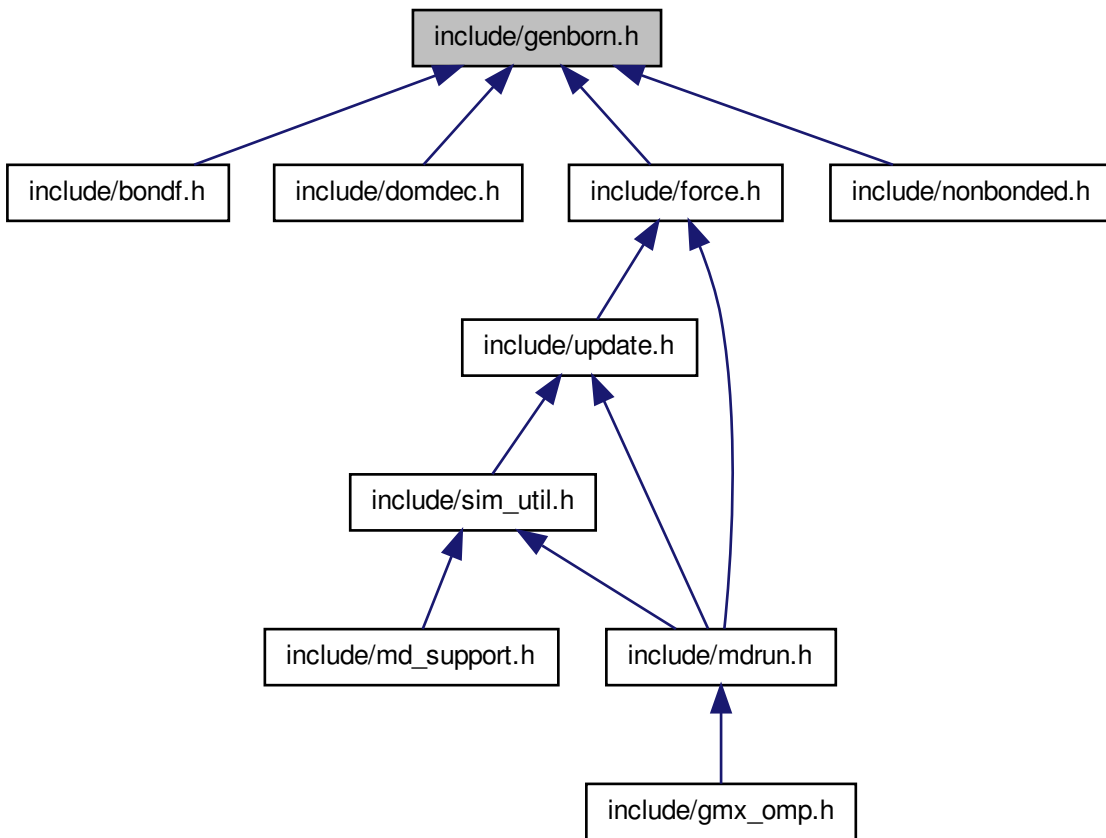 include/genborn.h
include/bondf.h
include/domdec.h
include/force.h
include/nonbonded.h
include/update.h
include/sim_util.h
include/md_support.h
include/mdrun.h
include/gmx_omp.h